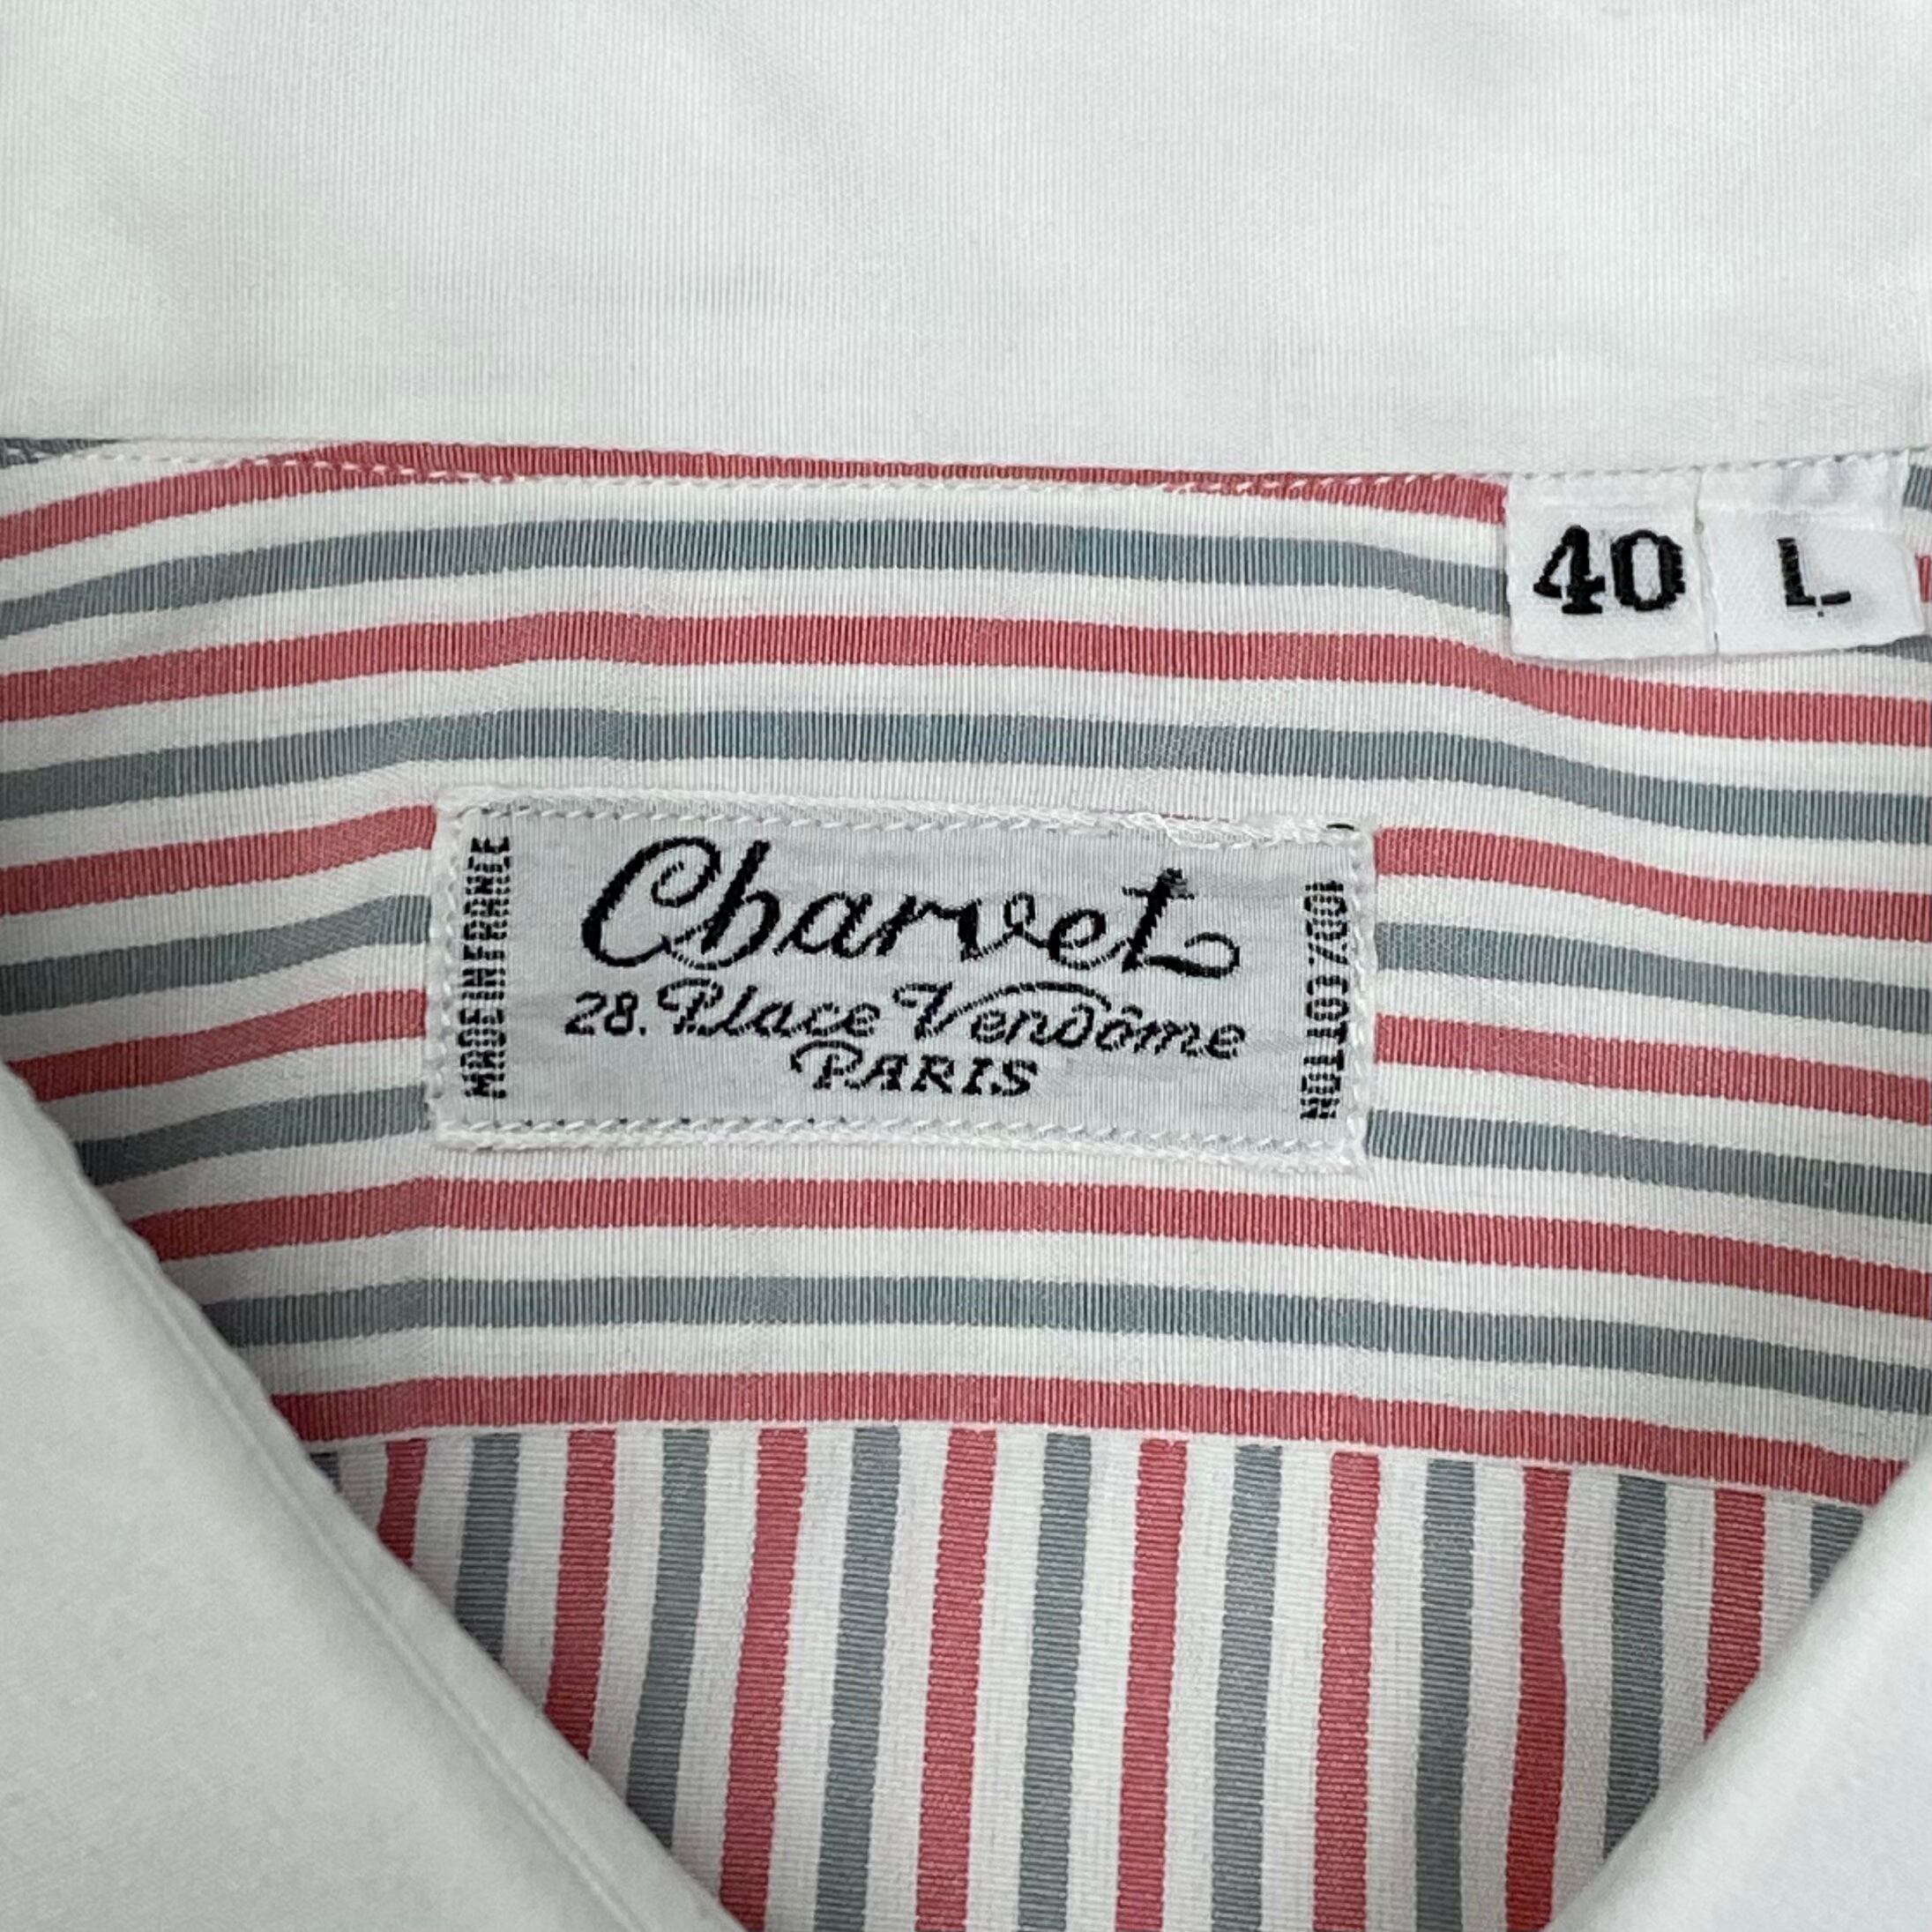 40 L
MADE IN FRANCE
Charvet
28. Place Vendôme
PARIS
100% COTTON